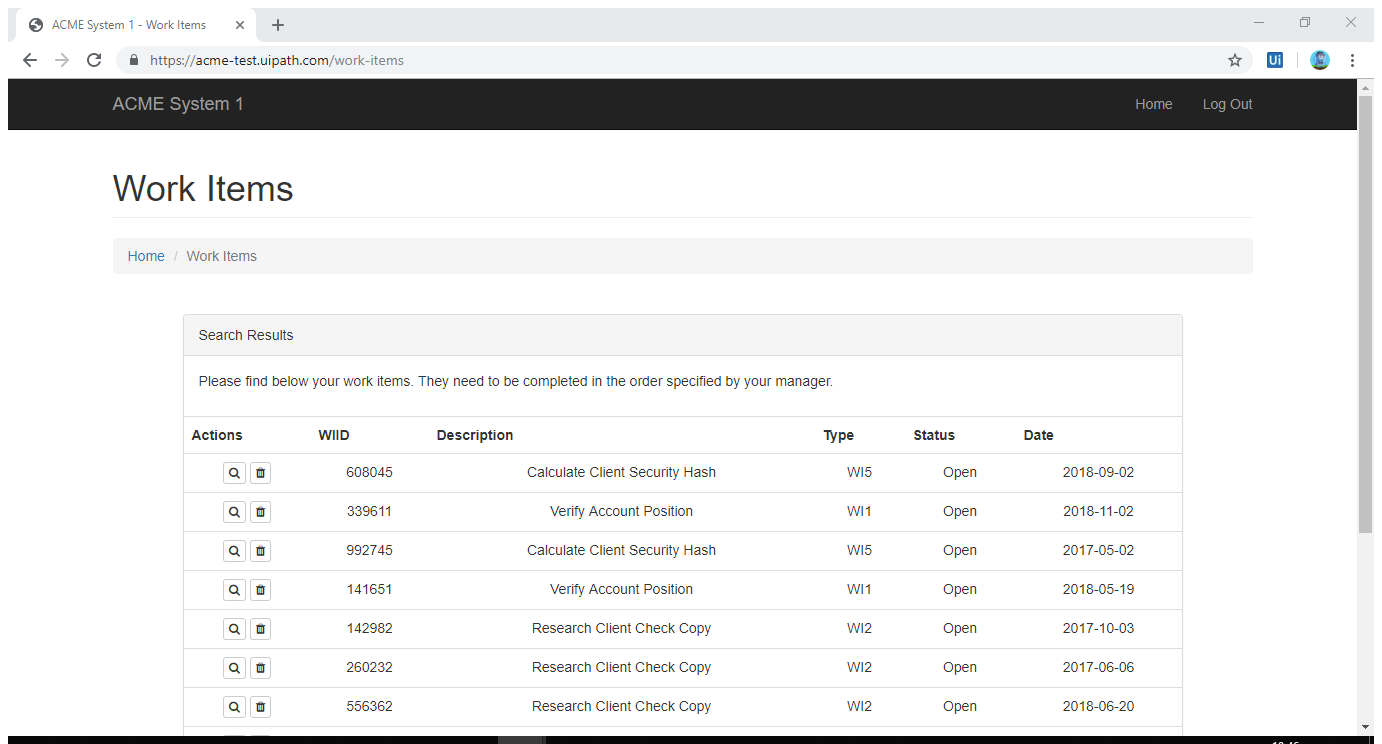 ACME System 1 - Work Items
https://acme-test.uipath.com/work-items
Ui
ACME System 1 Home Log Out
Work Items
Home / Work Items
Search Results
Please find below your work items. They need to be completed in the order specified by your manager.
Actions WIID Description Type Status Date
608045 Calculate Client Security Hash WI5 Open 2018-09-02
339611 Verify Account Position WI1 Open 2018-11-02
992745 Calculate Client Security Hash WI5 Open 2017-05-02
141651 Verify Account Position WI1 Open 2018-05-19
142982 Research Client Check Copy WI2 Open 2017-10-03
260232 Research Client Check Copy WI2 Open 2017-06-06
556362 Research Client Check Copy WI2 Open 2018-06-20